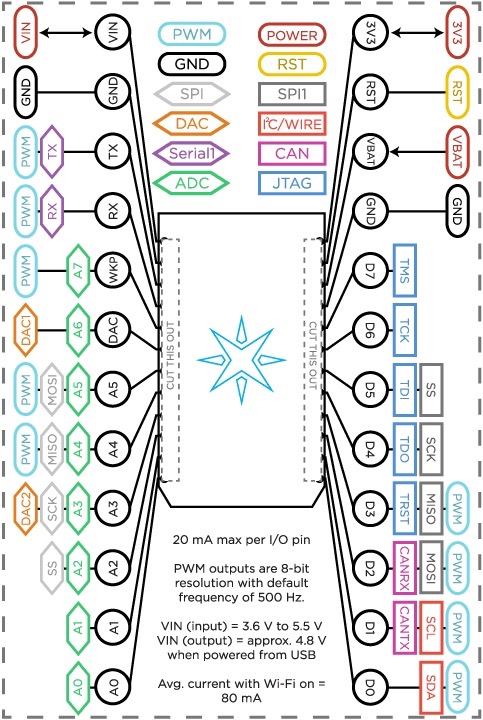 VIN VIN PWM POWER 3V3 3V3
GND GND GND RST RST RST
SPI SPI1
PWM TX TX DAC I²C/WIRE VBAT VBAT
Serial1 CAN
PWM RX RX ADC JTAG GND GND
PWM A7 WKP D7 TMS
DAC1 A6 DAC D6 TCK
CUT THIS OUT CUT THIS OUT
PWM MOSI A5 A5 D5 TDI SS
PWM MISO A4 A4 D4 TDO SCK
DAC2 SCK A3 A3 D3 TRST MISO PWM
SS A2 A2 D2 CANRX MOSI PWM
A1 A1 D1 CANTX SCL PWM
A0 A0 D0 SDA PWM
20 mA max per I/O pin
PWM outputs are 8-bit
resolution with default
frequency of 500 Hz.
VIN (input) = 3.6 V to 5.5 V
VIN (output) = approx. 4.8 V
when powered from USB
Avg. current with Wi-Fi on =
80 mA